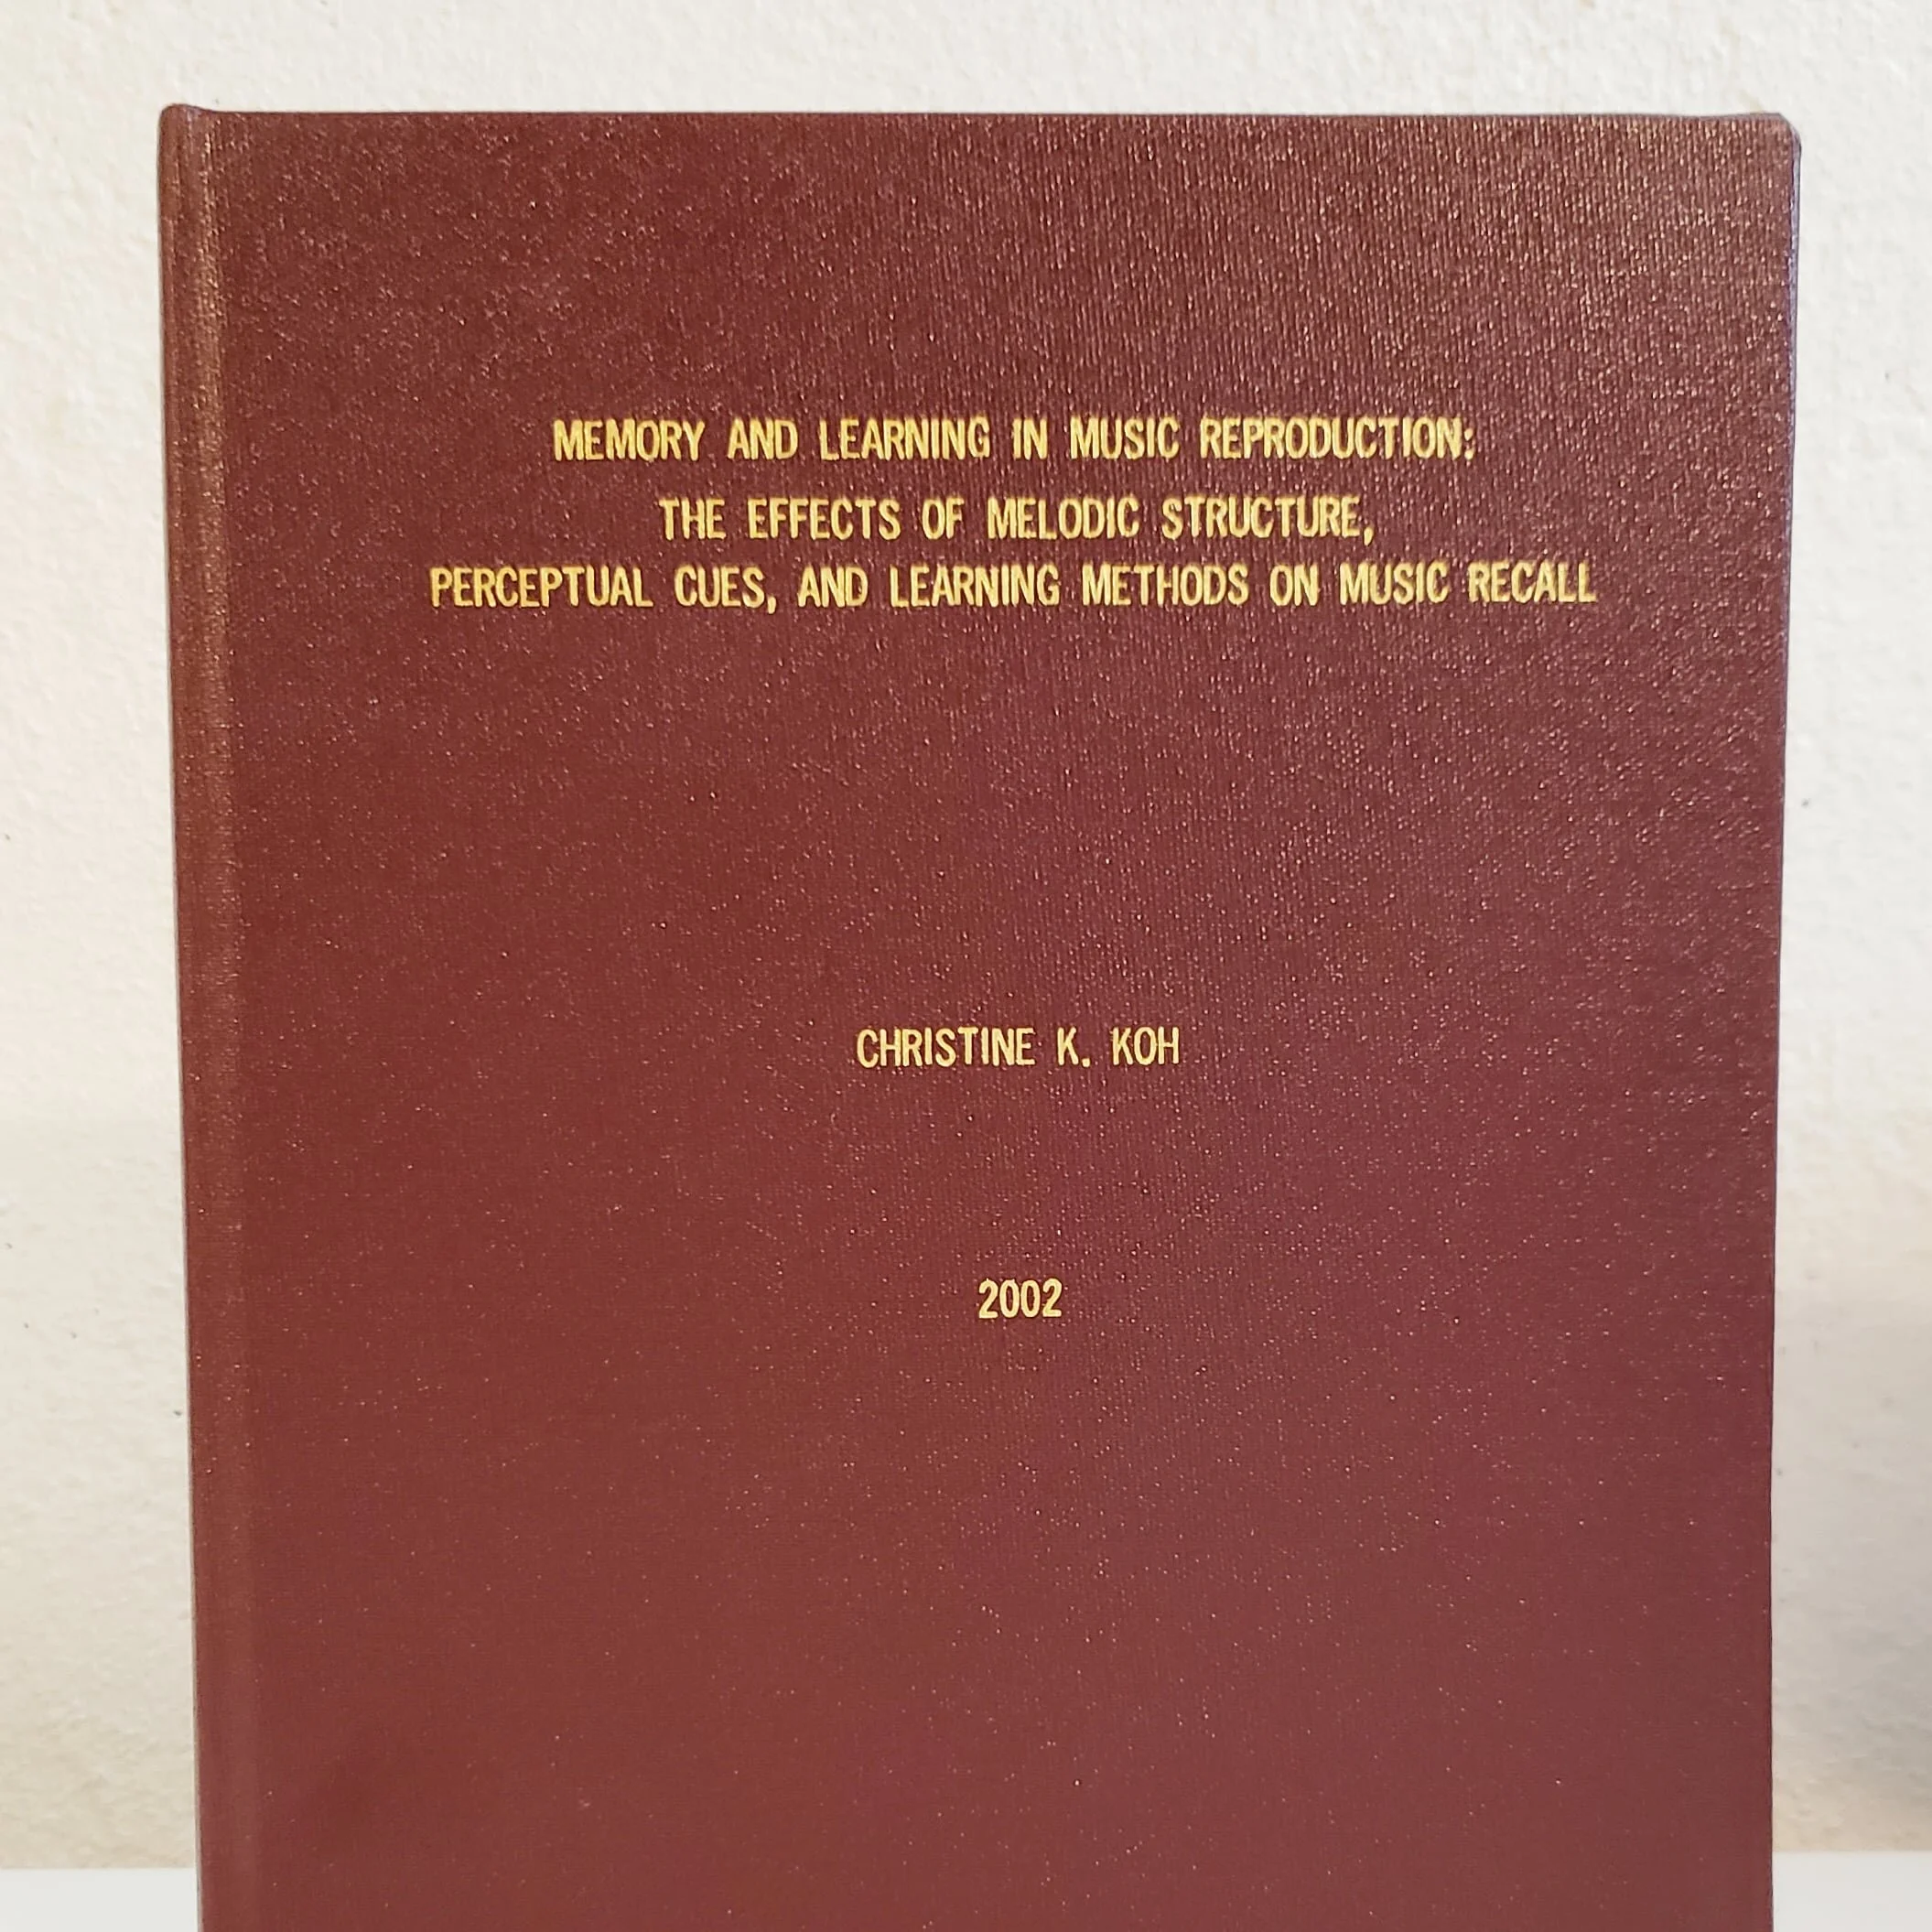 MEMORY AND LEARNING IN MUSIC REPRODUCTION:
THE EFFECTS OF MELODIC STRUCTURE,
PERCEPTUAL CUES, AND LEARNING METHODS ON MUSIC RECALL
CHRISTINE K. KOH
2002